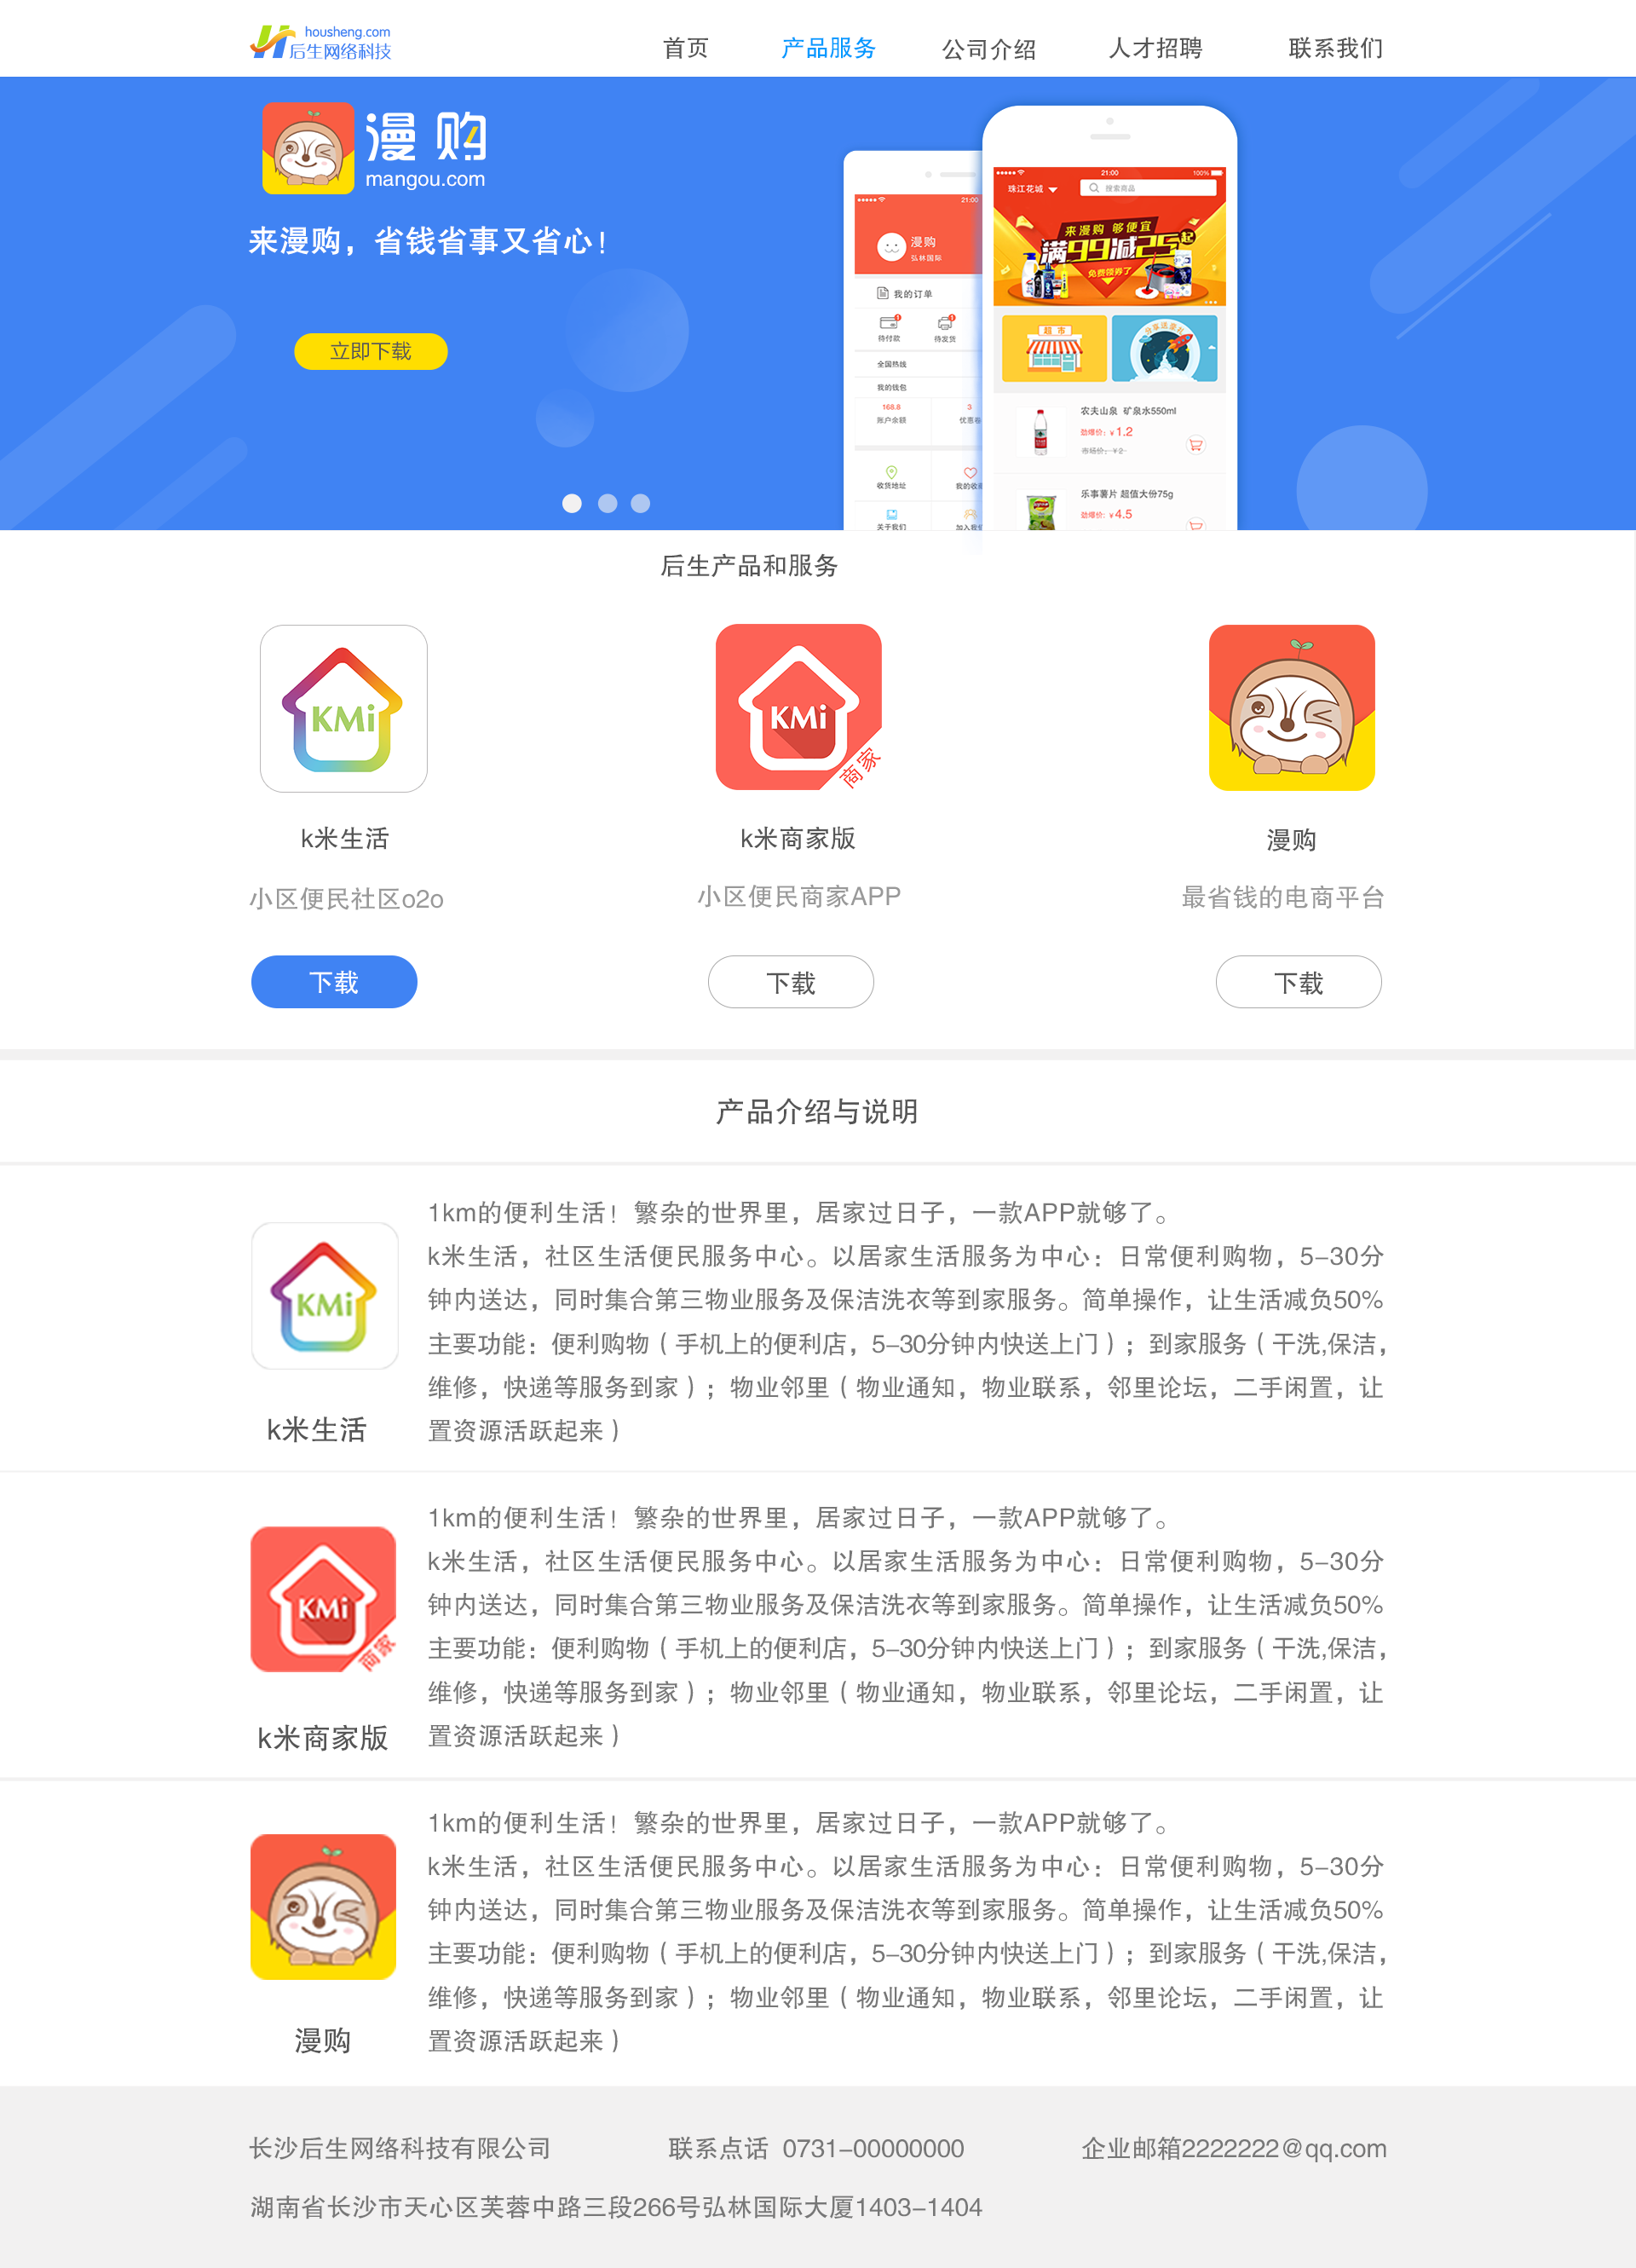 housheng.com
后生网络科技
首页 产品服务 公司介绍 人才招聘 联系我们
漫购
mangou.com
来漫购，省钱省事又省心！
立即下载
21:00
漫购
弘林国际
我的订单
1 1
待付款 待发货
全国热线
我的钱包
168.8 3
账户余额 优惠卷
收货地址 我的收
关于我们 加入我们
21:00 100%
珠江花城 搜索商品
来漫购 够便宜
满99减25起
免费领券了
超市 分享送豪礼
农夫山泉 矿泉水550ml
劲爆价：￥1.2
市场价：￥2
乐事薯片 超值大份75g
劲爆价：￥4.5
后生产品和服务
KMi KMi 商家
k米生活 k米商家版 漫购
小区便民社区o2o 小区便民商家APP 最省钱的电商平台
下载 下载 下载
产品介绍与说明
KMi
k米生活
1km的便利生活！繁杂的世界里，居家过日子，一款APP就够了。
k米生活，社区生活便民服务中心。以居家生活服务为中心：日常便利购物，5-30分
钟内送达，同时集合第三物业服务及保洁洗衣等到家服务。简单操作，让生活减负50%
主要功能：便利购物（手机上的便利店，5-30分钟内快送上门）；到家服务（干洗,保洁，
维修，快递等服务到家）；物业邻里（物业通知，物业联系，邻里论坛，二手闲置，让
置资源活跃起来）
KMi 商家
k米商家版
1km的便利生活！繁杂的世界里，居家过日子，一款APP就够了。
k米生活，社区生活便民服务中心。以居家生活服务为中心：日常便利购物，5-30分
钟内送达，同时集合第三物业服务及保洁洗衣等到家服务。简单操作，让生活减负50%
主要功能：便利购物（手机上的便利店，5-30分钟内快送上门）；到家服务（干洗,保洁，
维修，快递等服务到家）；物业邻里（物业通知，物业联系，邻里论坛，二手闲置，让
置资源活跃起来）
漫购
1km的便利生活！繁杂的世界里，居家过日子，一款APP就够了。
k米生活，社区生活便民服务中心。以居家生活服务为中心：日常便利购物，5-30分
钟内送达，同时集合第三物业服务及保洁洗衣等到家服务。简单操作，让生活减负50%
主要功能：便利购物（手机上的便利店，5-30分钟内快送上门）；到家服务（干洗,保洁，
维修，快递等服务到家）；物业邻里（物业通知，物业联系，邻里论坛，二手闲置，让
置资源活跃起来）
长沙后生网络科技有限公司 联系点话 0731-00000000 企业邮箱2222222@qq.com
湖南省长沙市天心区芙蓉中路三段266号弘林国际大厦1403-1404